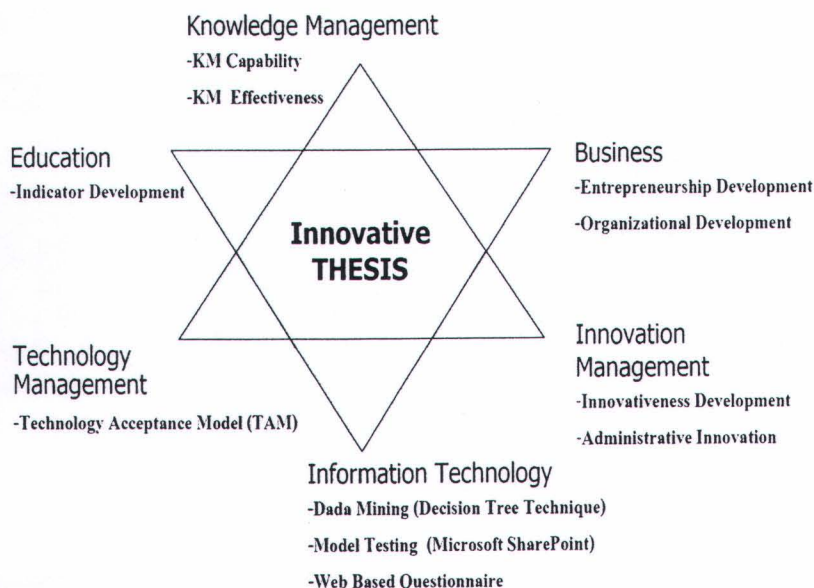 Knowledge Management
-KM Capability
-KM Effectiveness
Education
-Indicator Development
Business
-Entrepreneurship Development
-Organizational Development
Innovative
THESIS
Technology
Management
-Technology Acceptance Model (TAM)
Innovation
Management
-Innovativeness Development
-Administrative Innovation
Information Technology
-Dada Mining (Decision Tree Technique)
-Model Testing (Microsoft SharePoint)
-Web Based Questionnaire